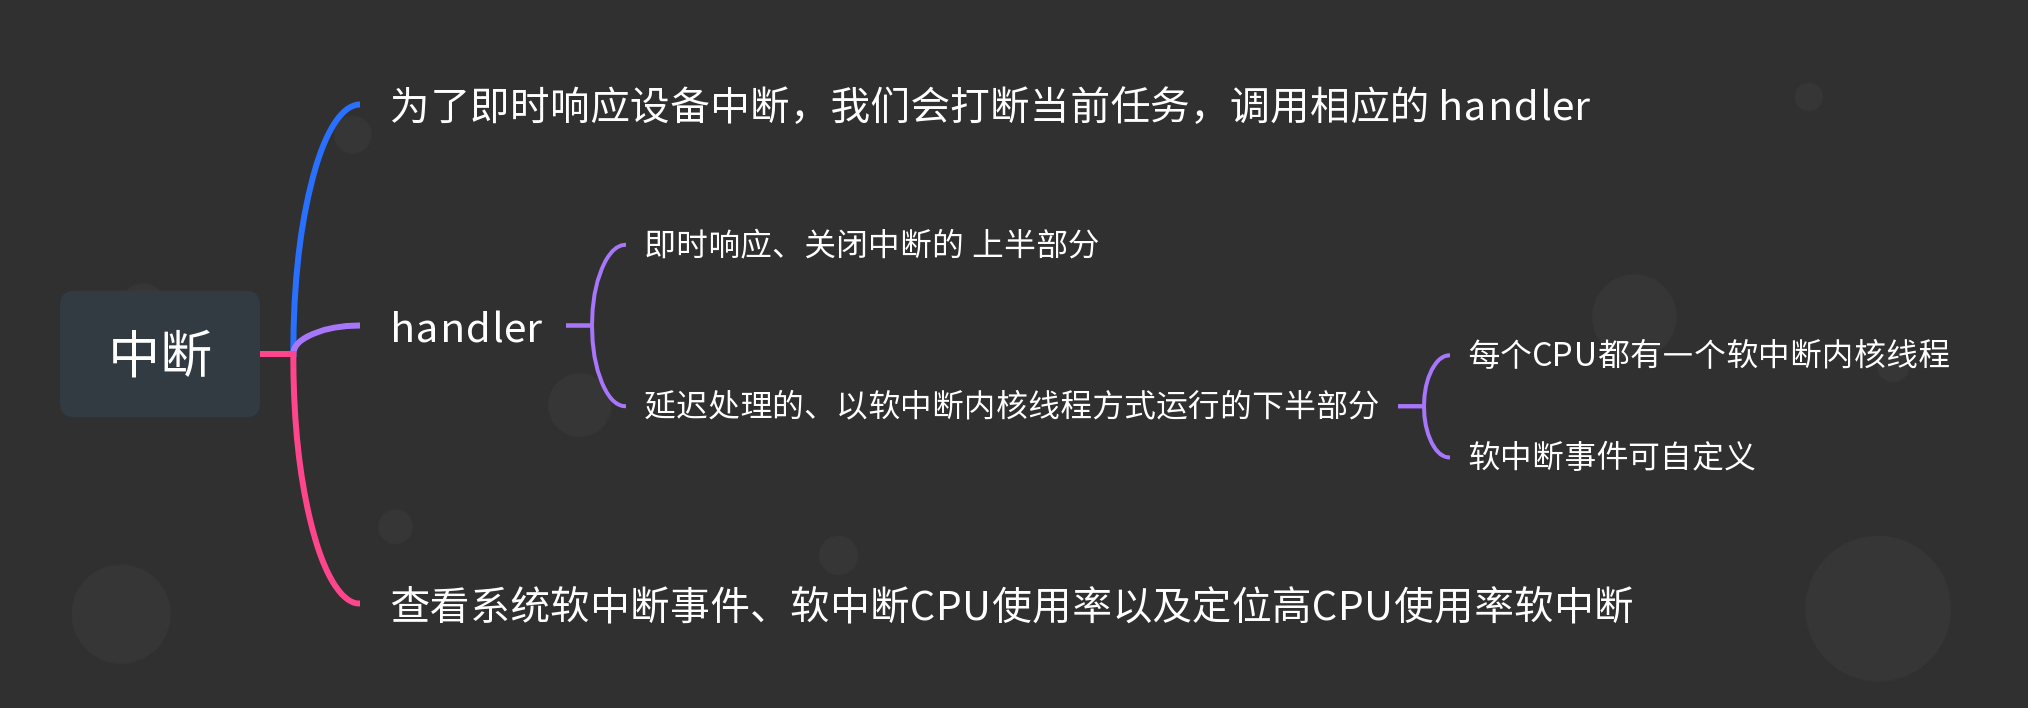 为了即时响应设备中断，我们会打断当前任务，调用相应的 handler
即时响应、关闭中断的 上半部分
handler
中断
每个CPU都有一个软中断内核线程
延迟处理的、以软中断内核线程方式运行的下半部分
软中断事件可自定义
查看系统软中断事件、软中断CPU使用率以及定位高CPU使用率软中断